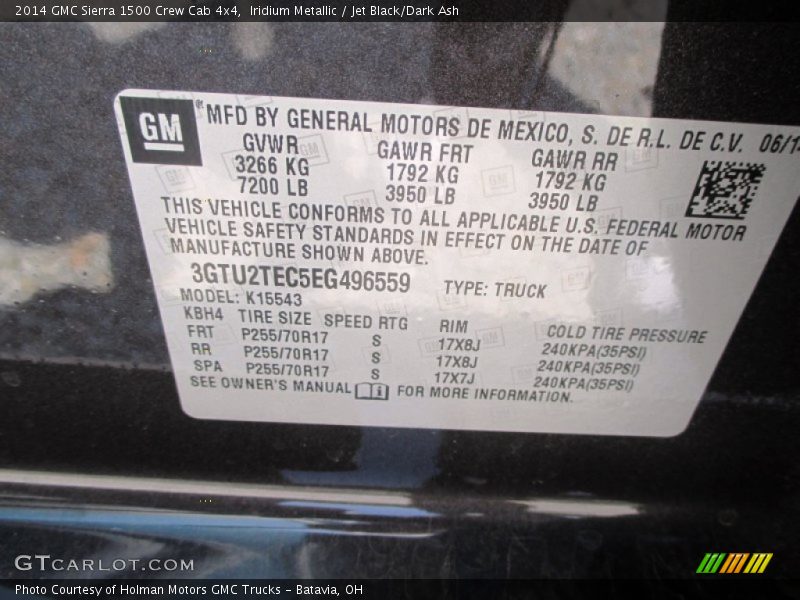 2014 GMC Sierra 1500 Crew Cab 4x4, Iridium Metallic / Jet Black/Dark Ash
GM ® MFD BY GENERAL MOTORS DE MEXICO, S. DE R.L. DE C.V. 06/1
GVWR GAWR FRT GAWR RR
3266 KG 1792 KG 1792 KG
7200 LB 3950 LB 3950 LB
THIS VEHICLE CONFORMS TO ALL APPLICABLE U.S. FEDERAL MOTOR
VEHICLE SAFETY STANDARDS IN EFFECT ON THE DATE OF
MANUFACTURE SHOWN ABOVE.
3GTU2TEC5EG496559 TYPE: TRUCK
MODEL: K15543
KBH4 TIRE SIZE SPEED RTG RIM COLD TIRE PRESSURE
FRT P255/70R17 S 17X8J 240KPA(35PSI)
RR P255/70R17 S 17X8J 240KPA(35PSI)
SPA P255/70R17 S 17X7J 240KPA(35PSI)
SEE OWNER'S MANUAL FOR MORE INFORMATION.
GTCARLOT.COM
Photo Courtesy of Holman Motors GMC Trucks - Batavia, OH